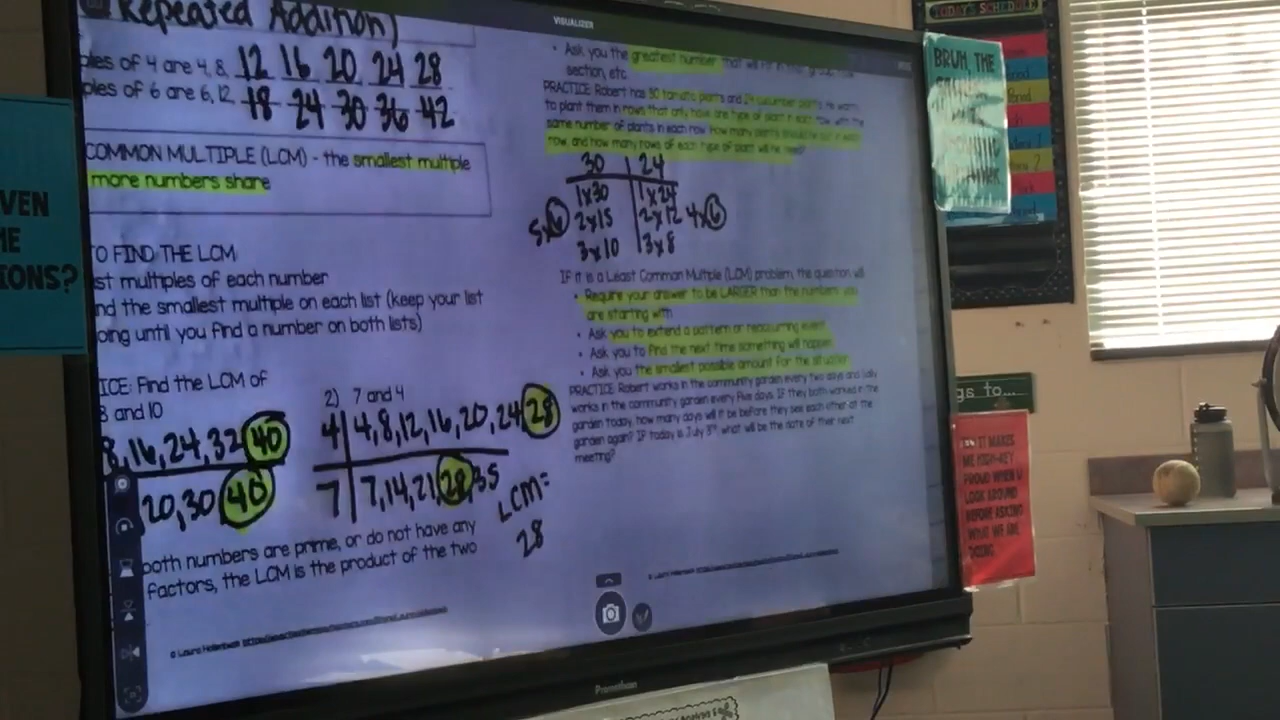 VISUALIZER
Repeated Addition)
ples of 4 are 4, 8, 12 16 20 24 28
ples of 6 are 6, 12, 18 24 30 36 42
COMMON MULTIPLE (LCM) - the smallest multiple
more numbers share
O FIND THE LCM
st multiples of each number
nd the smallest multiple on each list (keep your list
oing until you find a number on both lists)
ICE: Find the LCM of
8 and 10
8, 16, 24, 32 40
20, 30 40
2) 7 and 4
4 4, 8, 12, 16, 20, 24 28
7 7, 14, 21, 28, 35
LCM=
28
both numbers are prime, or do not have any
factors, the LCM is the product of the two
• Ask you the greatest number that will
section, etc
PRACTICE Robert has 30 tomato plants and 24 cucumber plants. He wants
to plant them in rows that only have one type of plant in each row, with the
same number of plants in each row. How many plants should be put in each
row, and how many rows of each type of plant will he need?
30 24
1x30 1x24
5x6 2x15 2x12 4x6
3x10 3x8
IF it is a Least Common Multiple (LCM) problem, the question will
• Require your answer to be LARGER than the numbers you
are starting with
• Ask you to extend a pattern or reoccurring event
• Ask you to find the next time something will happen
• Ask you the smallest possible amount for the situation
PRACTICE Robert works in the community garden every two days and
works in the community garden every five days. IF they both worked in the
garden today, how many days will it be before they see each other at the
garden again? IF today is July 3rd, what will be the date of their next
meeting?
Promethean
VEN
IONS?
TODAY'S SCHEDULE
BRUH, THE
gs to...
IT MAKES
ME HIGH-KEY
PROUD WHEN U
LOOK AROUND
BEFORE ASKING
WHAT WE ARE
DOING